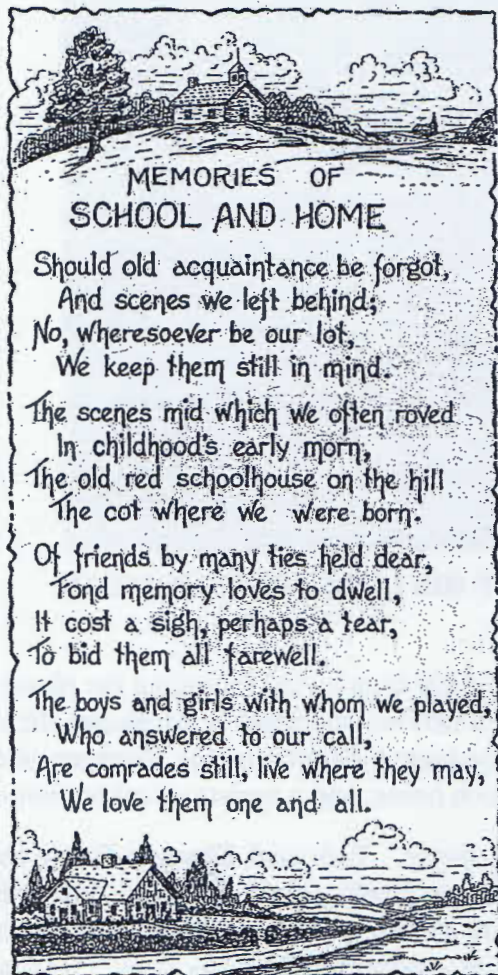 MEMORIES OF
SCHOOL AND HOME
Should old acquaintance be forgot,
And scenes we left behind;
No, wheresoever be our lot,
We keep them still in mind.
The scenes mid which we often roved
In childhood's early morn,
The old red schoolhouse on the hill
The cot where we were born.
Of friends by many ties held dear,
Fond memory loves to dwell,
It cost a sigh, perhaps a tear,
To bid them all farewell.
The boys and girls with whom we played,
Who answered to our call,
Are comrades still, live where they may,
We love them one and all.